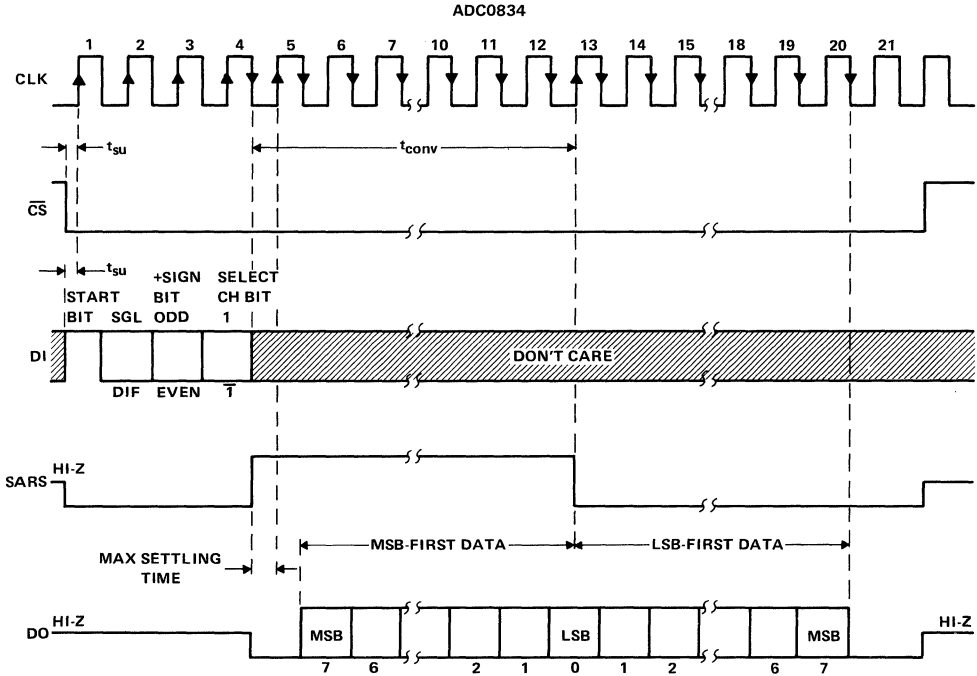 ADC0834
1 2 3 4 5 6 7 10 11 12 13 14 15 18 19 20 21
CLK
tsu
tconv
CS
tsu
START BIT
SGL
+SIGN BIT
ODD
SELECT CH BIT
1
DI
DON'T CARE
DIF EVEN 1
HI-Z
SARS
MSB-FIRST DATA
LSB-FIRST DATA
MAX SETTLING
TIME
HI-Z
HI-Z
DO
MSB LSB MSB
7 6 2 1 0 1 2 6 7